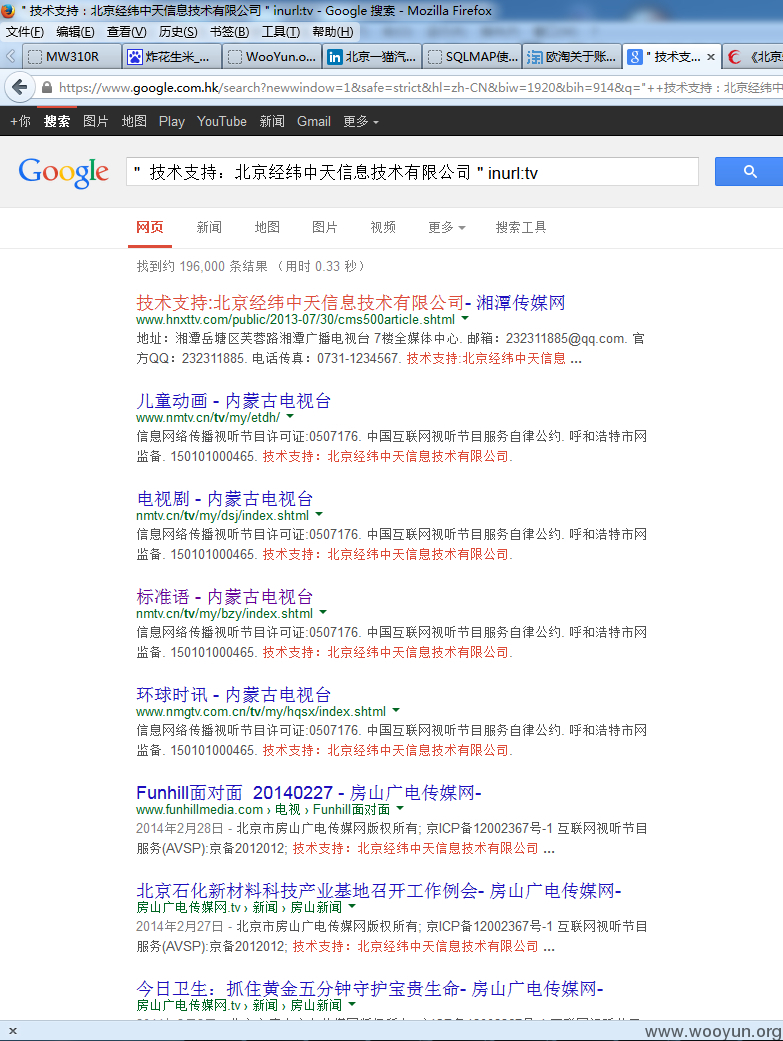 " 技术支持：北京经纬中天信息技术有限公司 " inurl:tv - Google 搜索 - Mozilla Firefox
文件(F) 编辑(E) 查看(V) 历史(S) 书签(B) 工具(T) 帮助(H)
MW310R 炸花生米_... WooYun.o... 北京一猫汽... SQLMAP使... 欧淘关于账... " 技术支... 《北京
https://www.google.com.hk/search?newwindow=1&safe=strict&hl=zh-CN&biw=1920&bih=914&q="++技术支持：北京经纬中
+你 搜索 图片 地图 Play YouTube 新闻 Gmail 更多
Google " 技术支持：北京经纬中天信息技术有限公司 " inurl:tv
网页 新闻 地图 图片 视频 更多 搜索工具
找到约 196,000 条结果 （用时 0.33 秒）
技术支持:北京经纬中天信息技术有限公司- 湘潭传媒网
www.hnxttv.com/public/2013-07/30/cms500article.shtml
地址：湘潭岳塘区芙蓉路湘潭广播电视台 7楼全媒体中心. 邮箱：232311885@qq.com. 官
方QQ：232311885. 电话传真：0731-1234567. 技术支持:北京经纬中天信息 ...
儿童动画 - 内蒙古电视台
www.nmtv.cn/tv/my/etdh/
信息网络传播视听节目许可证:0507176. 中国互联网视听节目服务自律公约. 呼和浩特市网
监备. 150101000465. 技术支持：北京经纬中天信息技术有限公司.
电视剧 - 内蒙古电视台
nmtv.cn/tv/my/dsj/index.shtml
信息网络传播视听节目许可证:0507176. 中国互联网视听节目服务自律公约. 呼和浩特市网
监备. 150101000465. 技术支持：北京经纬中天信息技术有限公司.
标准语 - 内蒙古电视台
nmtv.cn/tv/my/bzy/index.shtml
信息网络传播视听节目许可证:0507176. 中国互联网视听节目服务自律公约. 呼和浩特市网
监备. 150101000465. 技术支持：北京经纬中天信息技术有限公司.
环球时讯 - 内蒙古电视台
www.nmgtv.com.cn/tv/my/hqsx/index.shtml
信息网络传播视听节目许可证:0507176. 中国互联网视听节目服务自律公约. 呼和浩特市网
监备. 150101000465. 技术支持：北京经纬中天信息技术有限公司.
Funhill面对面 20140227 - 房山广电传媒网-
www.funhillmedia.com › 电视 › Funhill面对面
2014年2月28日 - 北京市房山广电传媒网版权所有; 京ICP备12002367号-1 互联网视听节目
服务(AVSP):京备2012012; 技术支持：北京经纬中天信息技术有限公司 ...
北京石化新材料科技产业基地召开工作例会- 房山广电传媒网-
房山广电传媒网.tv › 新闻 › 房山新闻
2014年2月27日 - 北京市房山广电传媒网版权所有; 京ICP备12002367号-1 互联网视听节目
服务(AVSP):京备2012012; 技术支持：北京经纬中天信息技术有限公司 ...
今日卫生：抓住黄金五分钟守护宝贵生命- 房山广电传媒网-
房山广电传媒网.tv › 新闻 › 房山新闻
www.wooyun.org